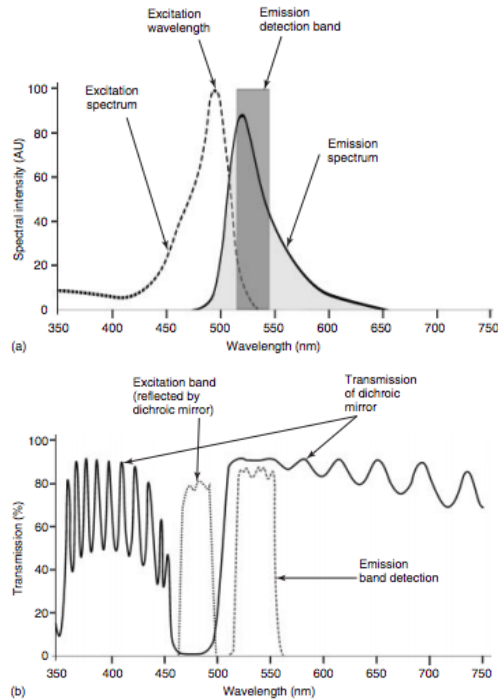 Excitation
wavelength
Emission
detection band
Excitation
spectrum
Emission
spectrum
Spectral intensity (AU)
100
80
60
40
20
0
350 400 450 500 550 600 650 700 750
(a)
Wavelength (nm)
Excitation band
(reflected by
dichroic mirror)
Transmission
of dichroic
mirror
Emission
band detection
Transmission (%)
100%
80
60
40
20
0
350 400 450 500 550 600 650 700 750
(b)
Wavelength (nm)